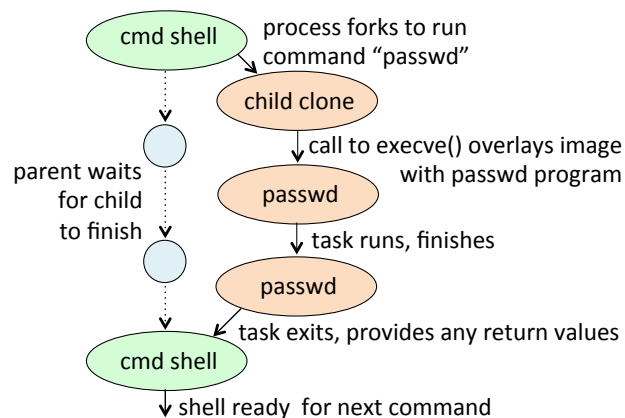 cmd shell
process forks to run
command “passwd”
child clone
call to execve() overlays image
with passwd program
parent waits
for child
to finish
passwd
task runs, finishes
passwd
task exits, provides any return values
cmd shell
shell ready for next command